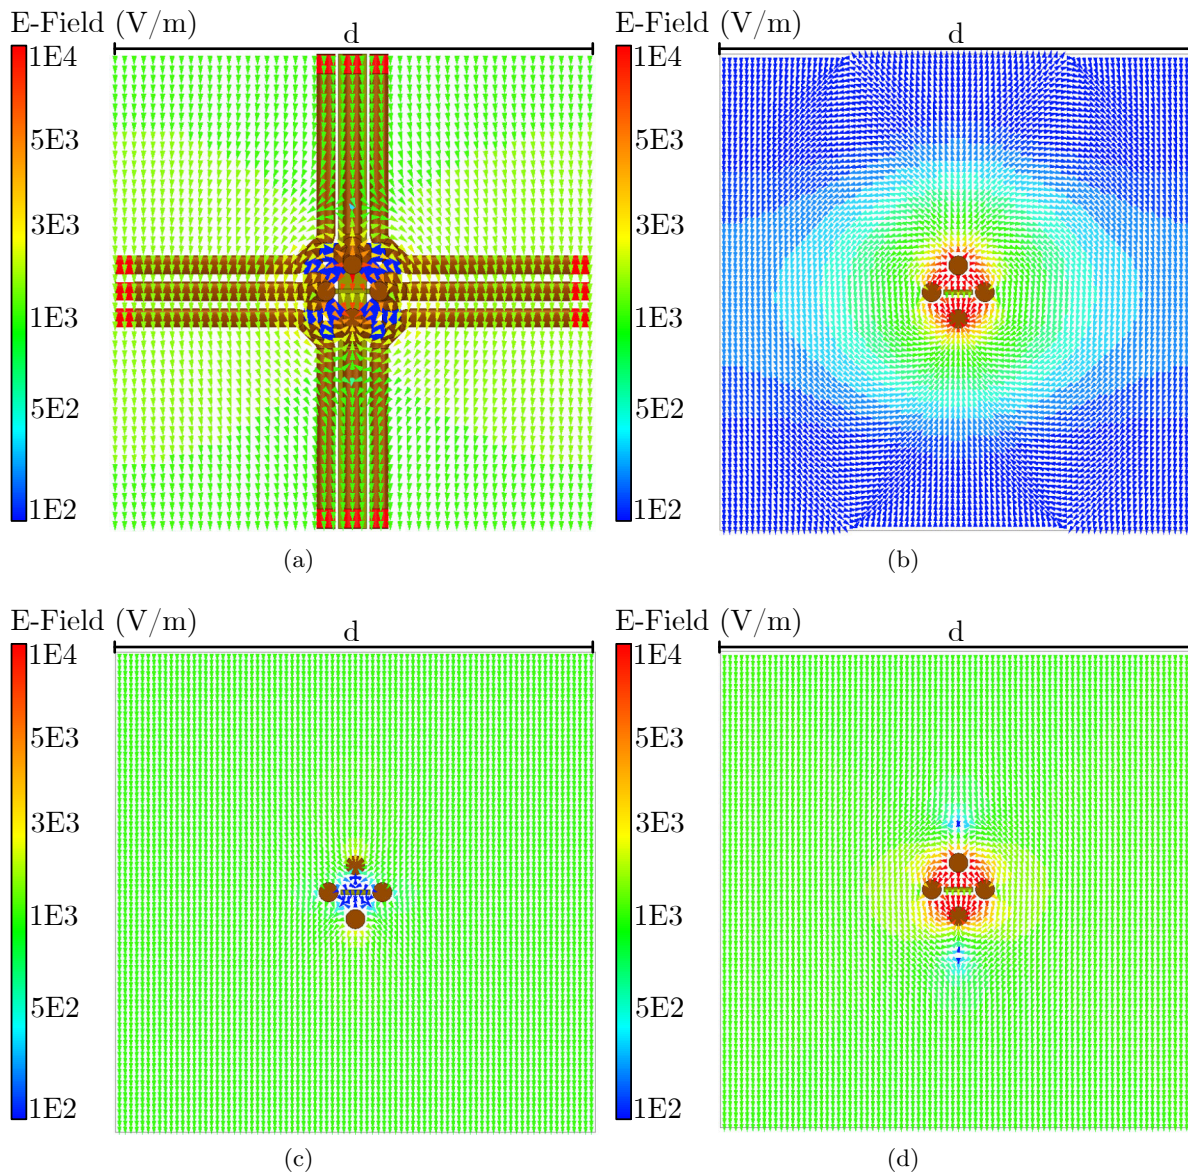 E-Field (V/m)
d
1E4
5E3
3E3
1E3
5E2
1E2
(a)
E-Field (V/m)
d
1E4
5E3
3E3
1E3
5E2
1E2
(b)
E-Field (V/m)
d
1E4
5E3
3E3
1E3
5E2
1E2
(c)
E-Field (V/m)
d
1E4
5E3
3E3
1E3
5E2
1E2
(d)